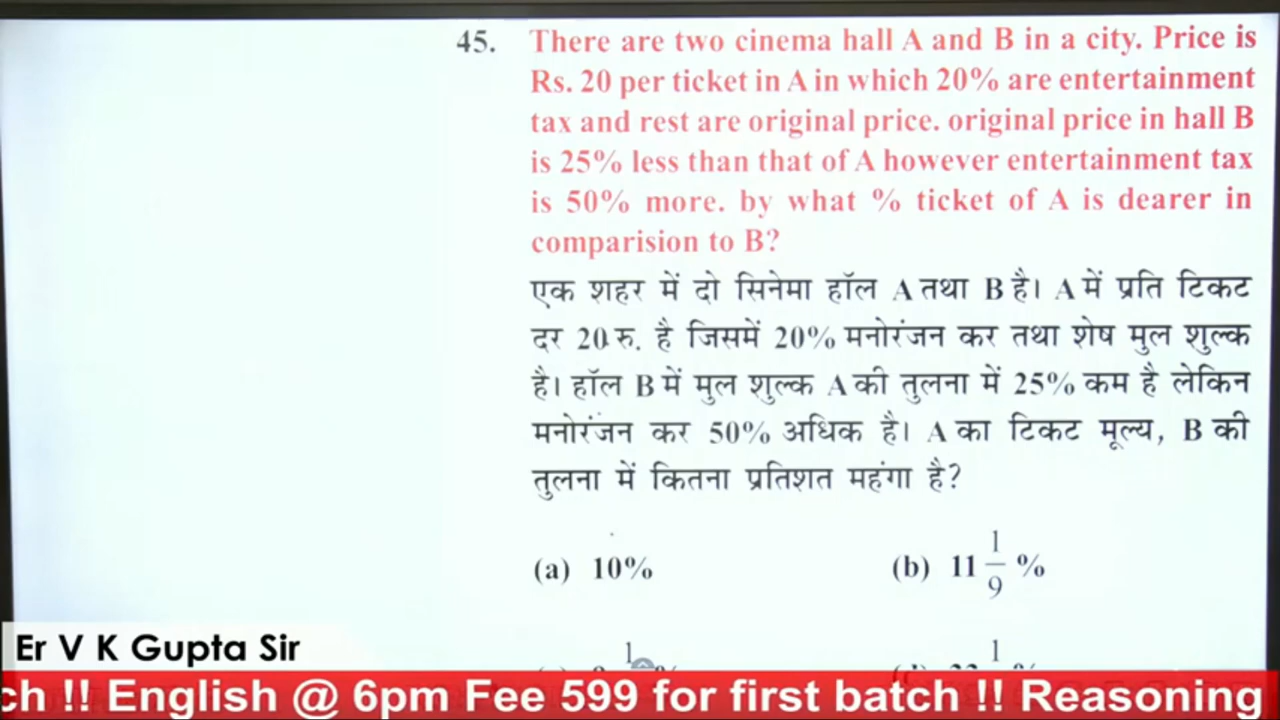 45. There are two cinema hall A and B in a city. Price is
Rs. 20 per ticket in A in which 20% are entertainment
tax and rest are original price. original price in hall B
is 25% less than that of A however entertainment tax
is 50% more. by what % ticket of A is dearer in
comparision to B?
एक शहर में दो सिनेमा हॉल A तथा B है। A में प्रति टिकट
दर 20 रु. है जिसमें 20% मनोरंजन कर तथा शेष मुल शुल्क
है। हॉल B में मुल शुल्क A की तुलना में 25% कम है लेकिन
मनोरंजन कर 50% अधिक है। A का टिकट मूल्य, B की
तुलना में कितना प्रतिशत महंगा है?
(a) 10% (b) 11 1/9 %
Er V K Gupta Sir
ch !! English @ 6pm Fee 599 for first batch !! Reasoning